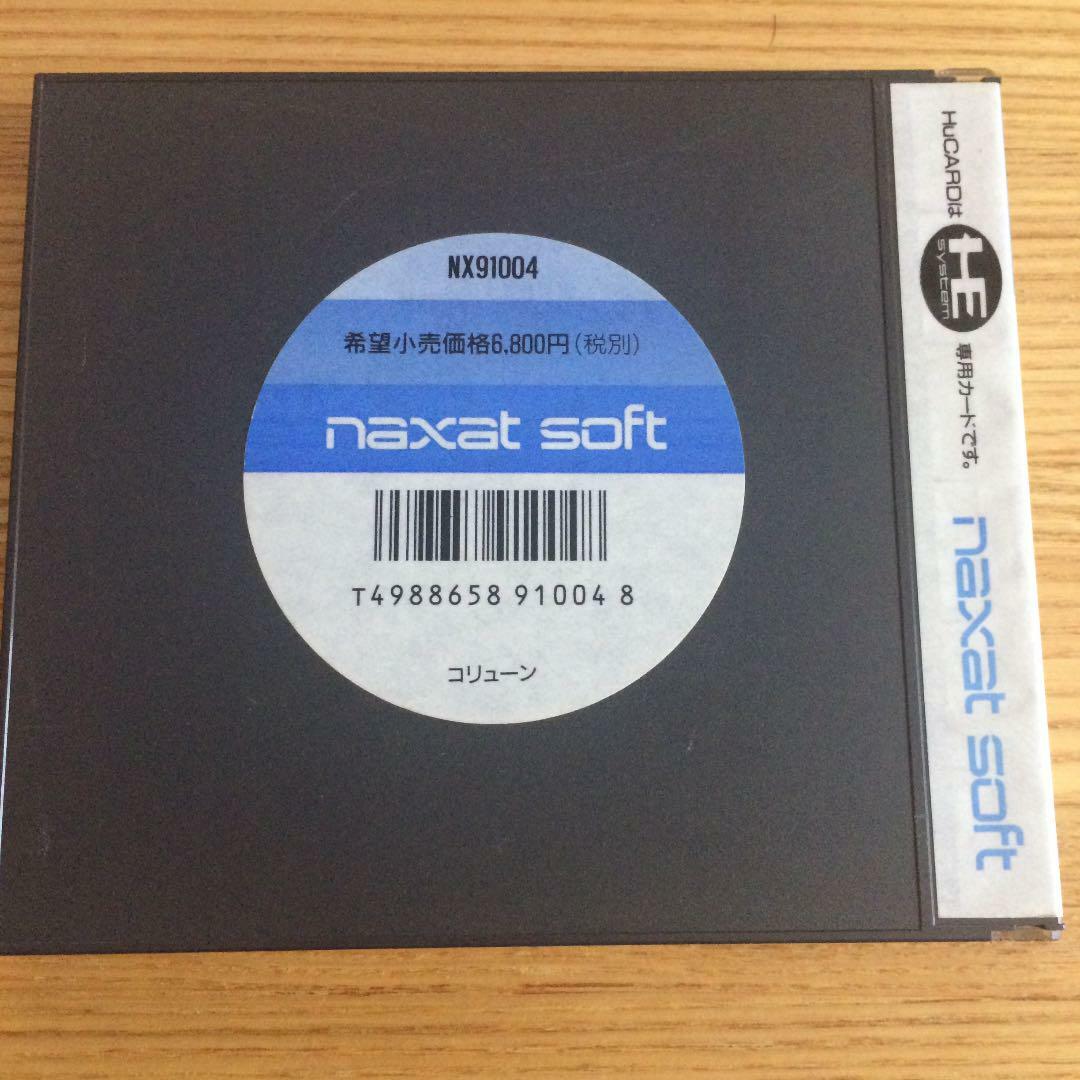 NX91004
希望小売価格6,800円(税別)
naxat soft
T4988658 91004 8
コリューン
HuCARDは HE system 専用カードです。 naxat soft